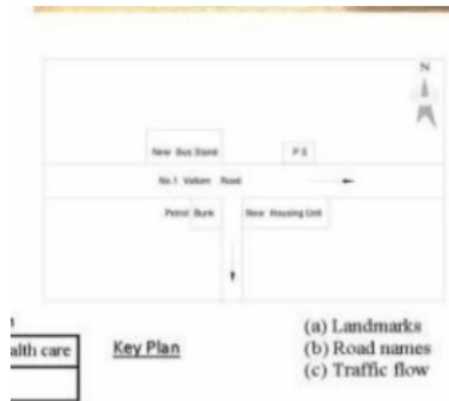 N
New Bus Stand
P S
No.1 Vallam Road
Petrol Bunk
New Housing Unit
(a) Landmarks
alth care
Key Plan
(b) Road names
(c) Traffic flow